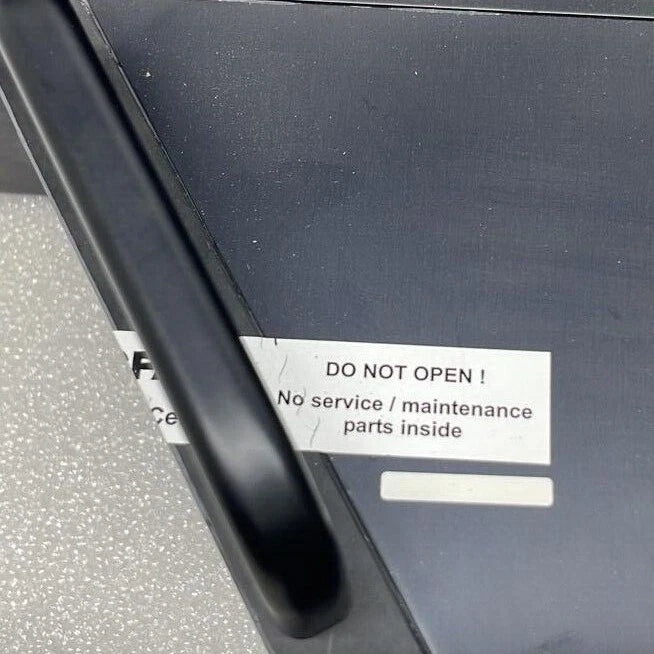 DO NOT OPEN !
No service / maintenance
parts inside